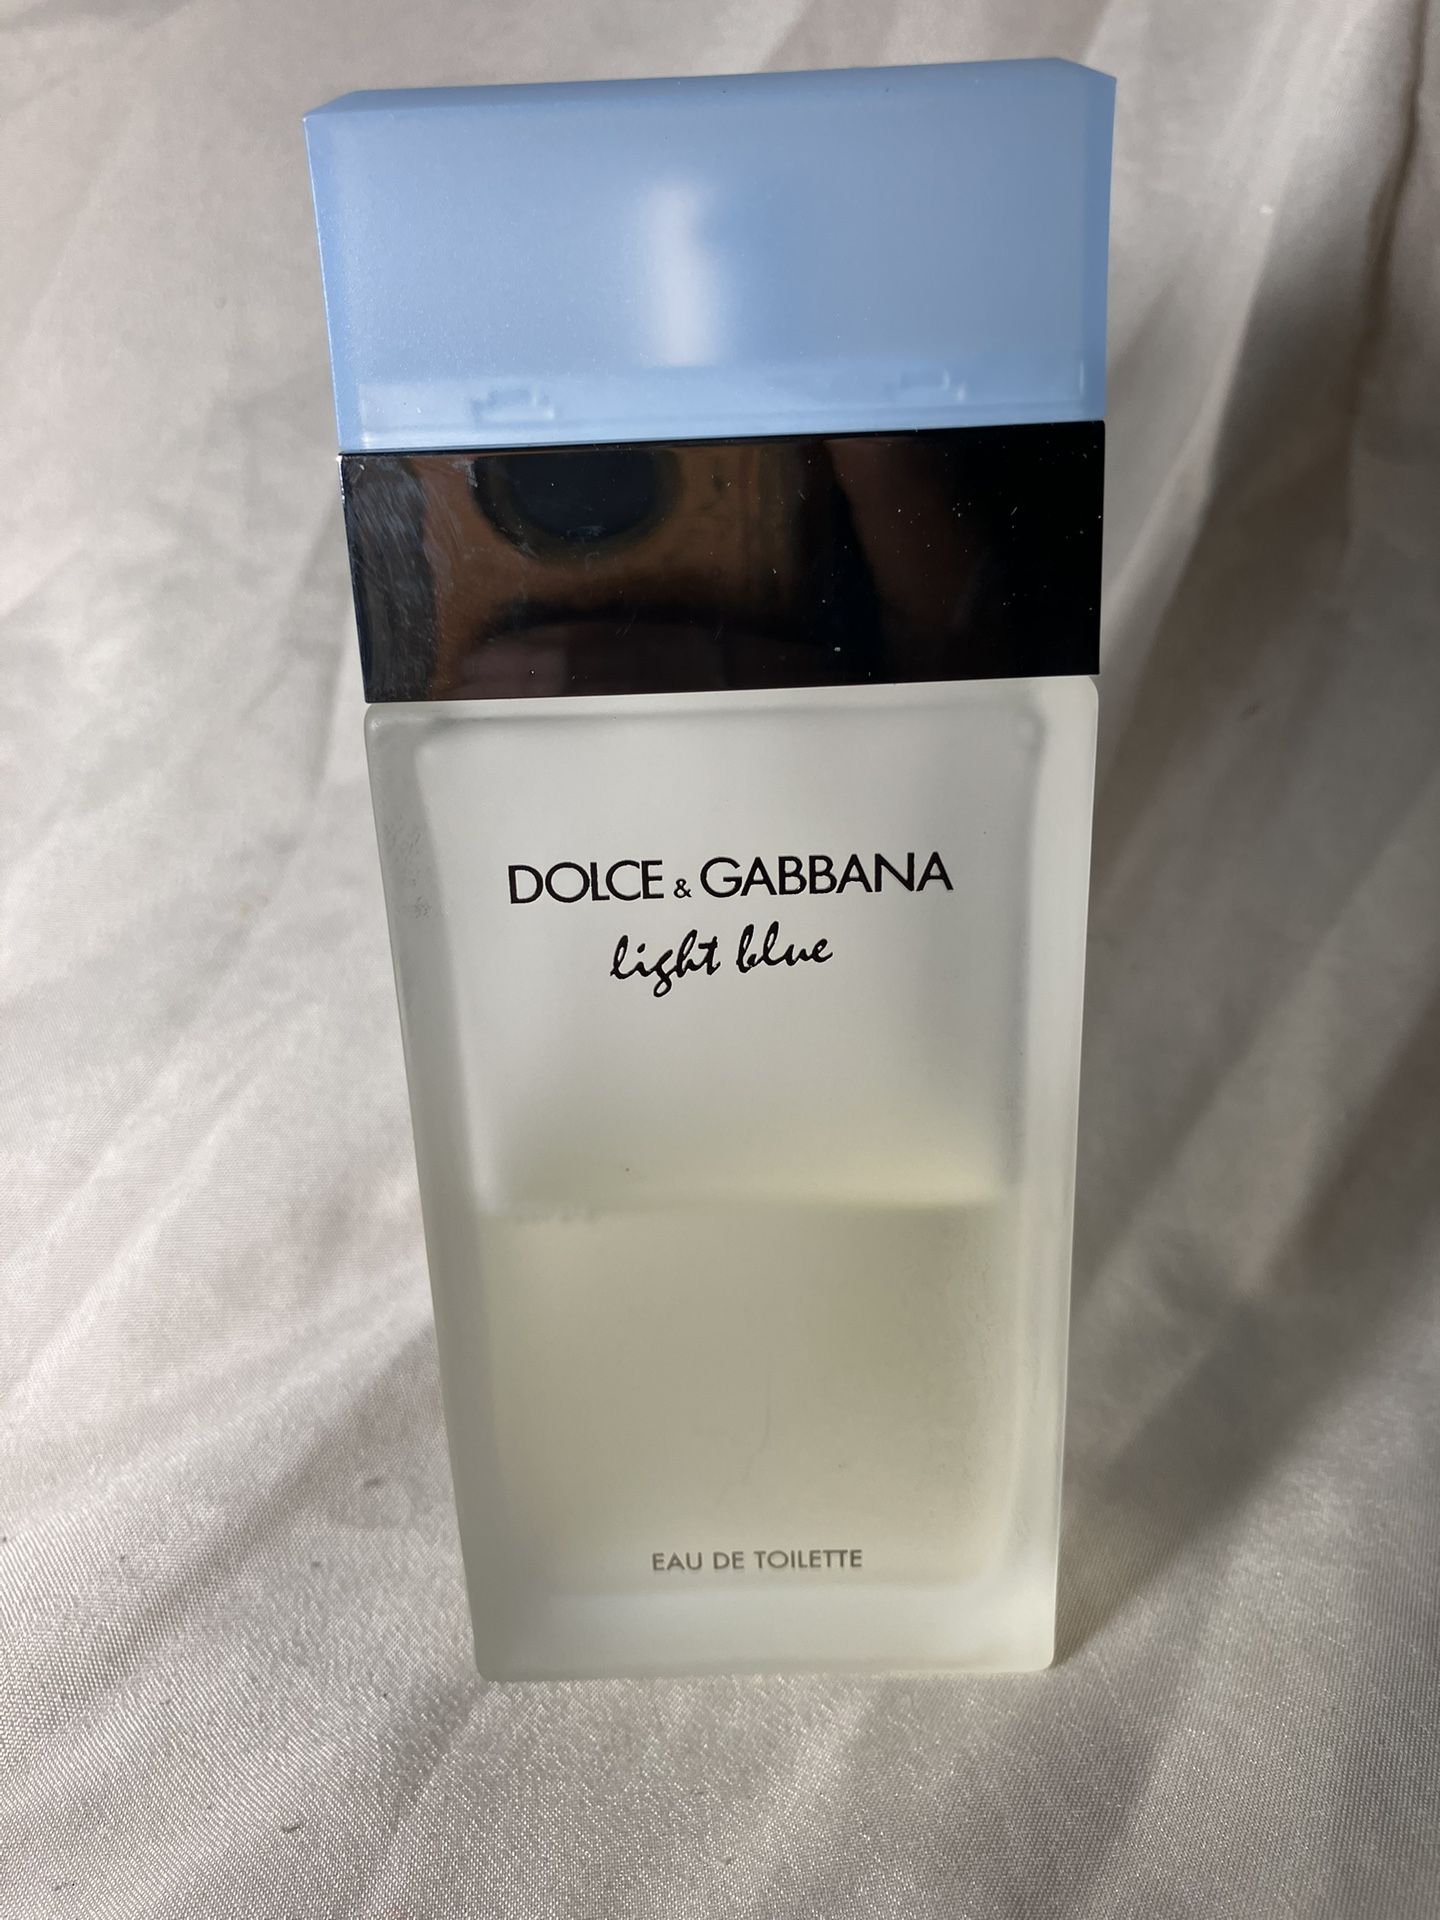 DOLCE & GABBANA
light blue
EAU DE TOILETTE